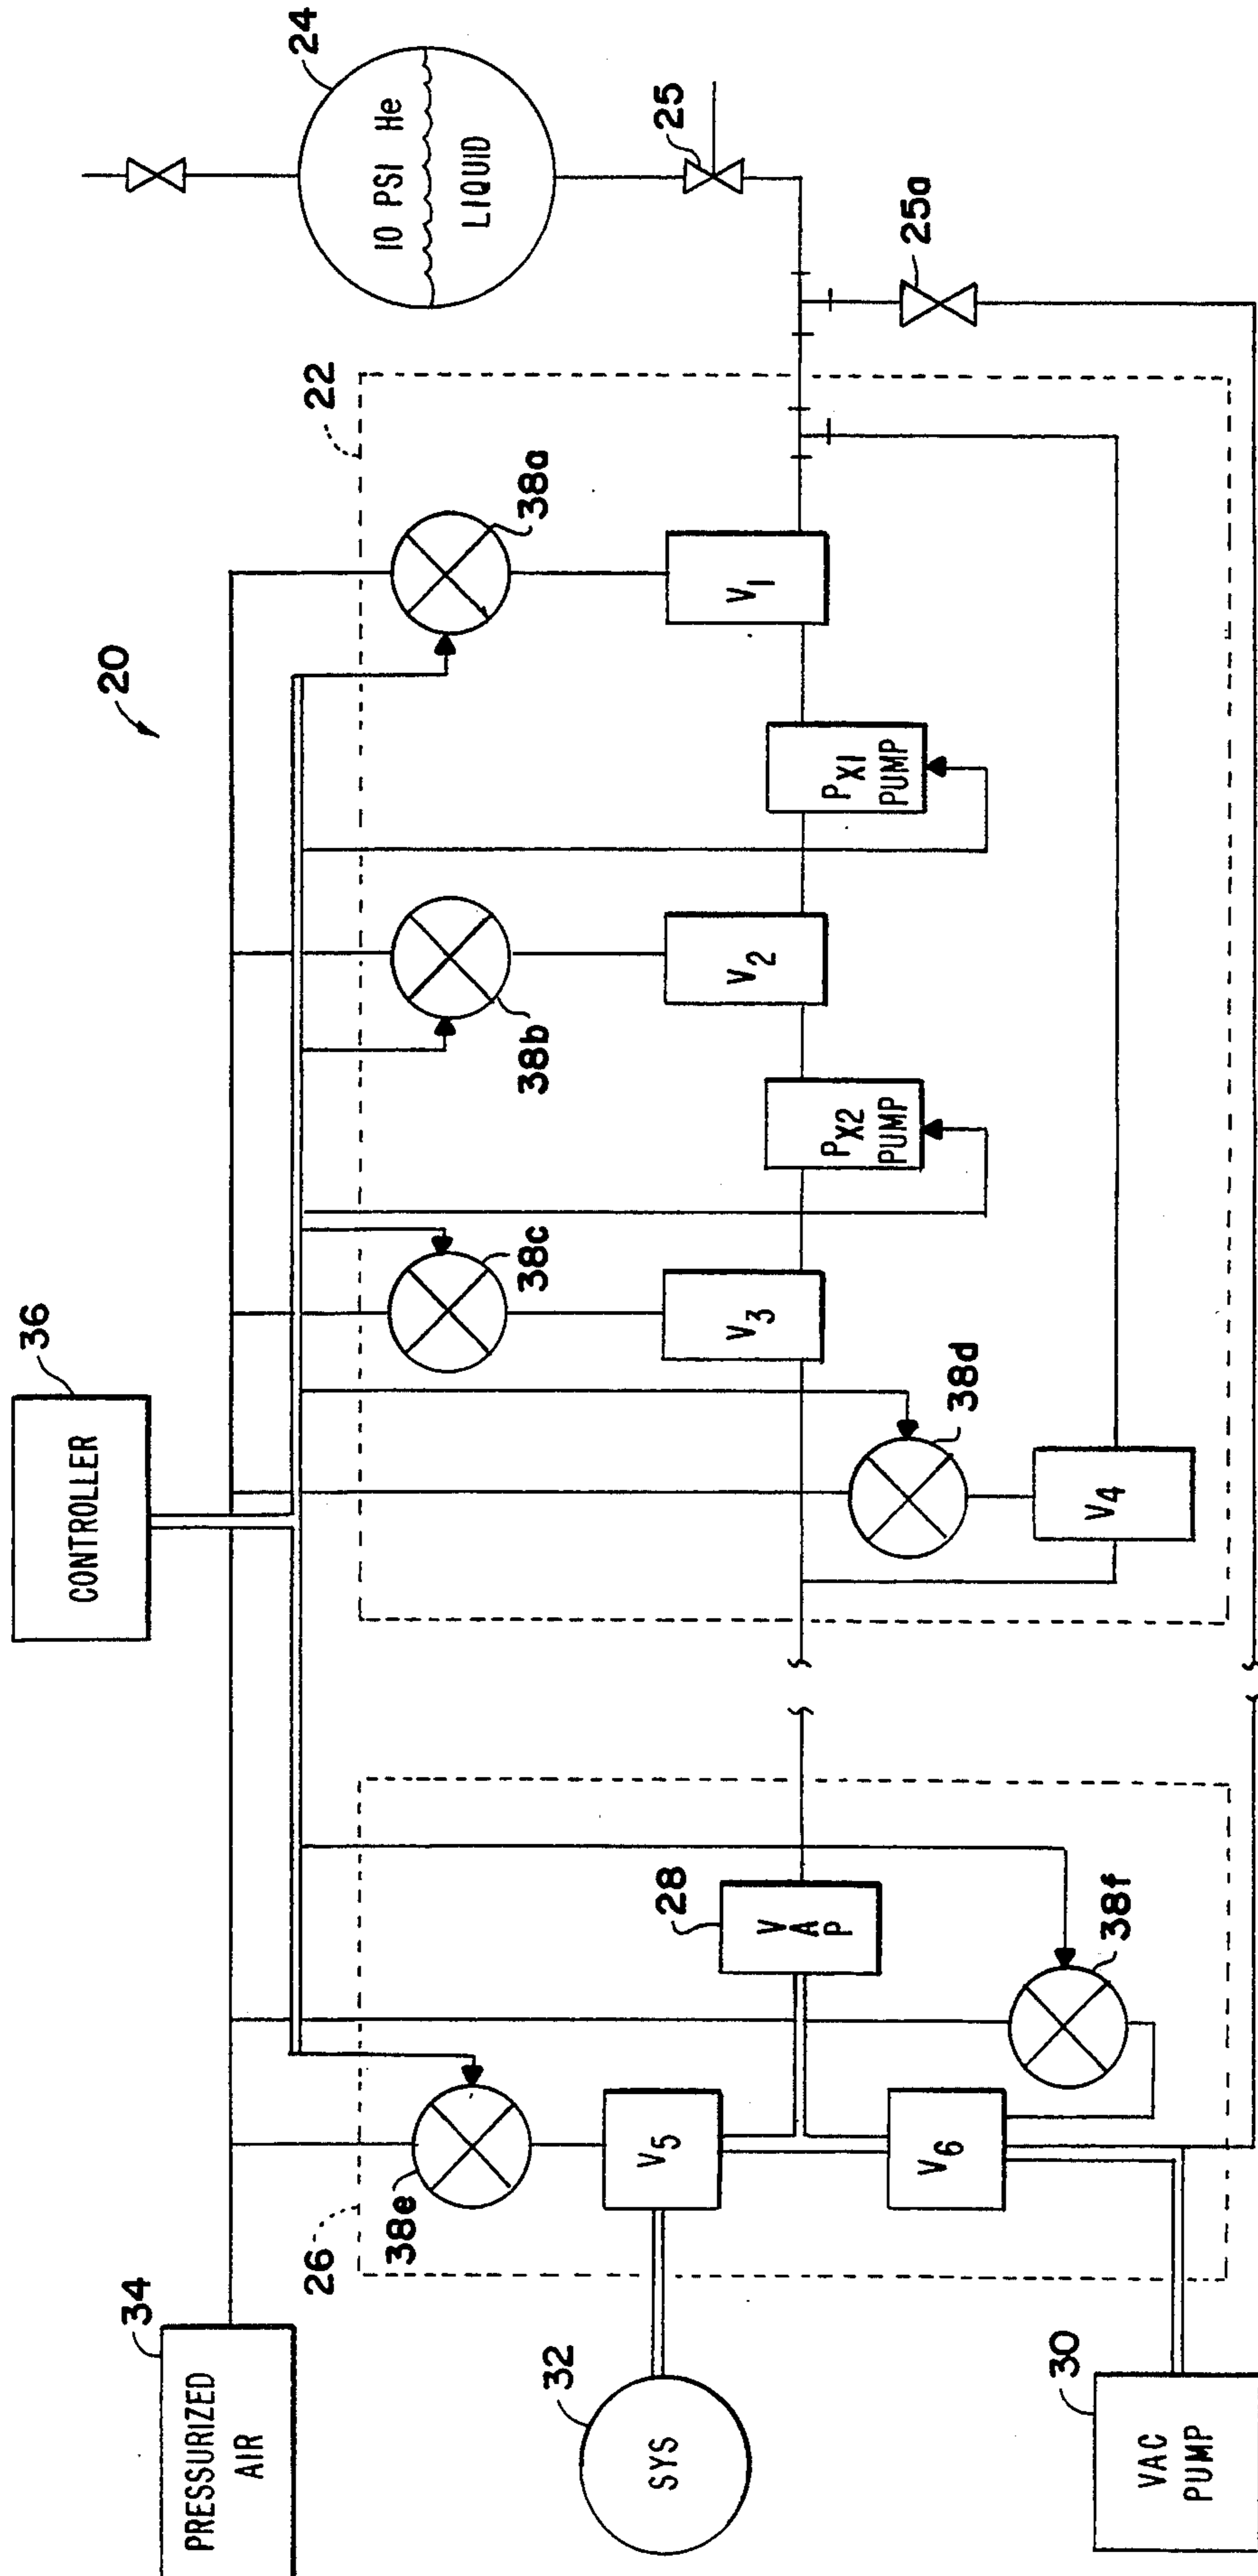 20
PRESSURIZED
AIR
34
CONTROLLER
36
26
22
24
10 PSI He
LIQUID
25
25a
38e
38c
38b
38a
38d
38f
SYS
32
V5
V3
V2
V1
PX2
PUMP
PX1
PUMP
28
VAP
V6
V4
VAC
PUMP
30